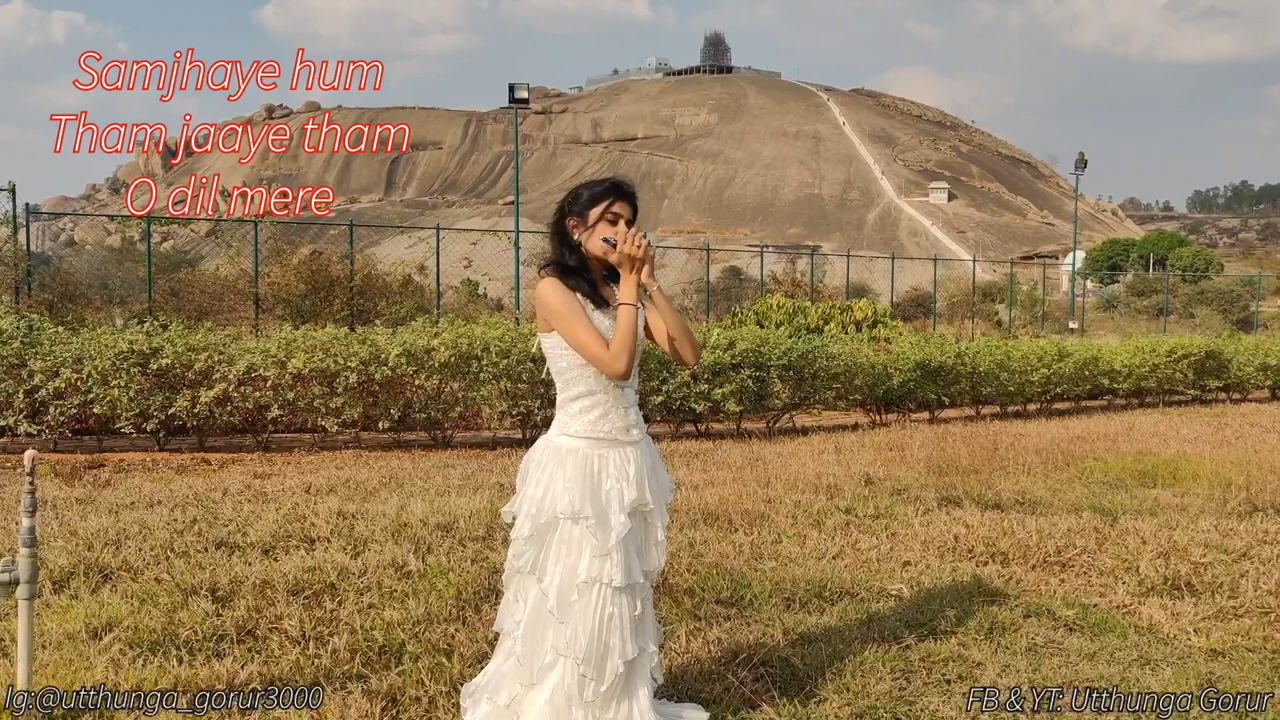 Samjhaye hum
Tham jaaye tham
O dil mere
Ig:@utthunga_gorur3000
FB & YT: Utthunga Gorur